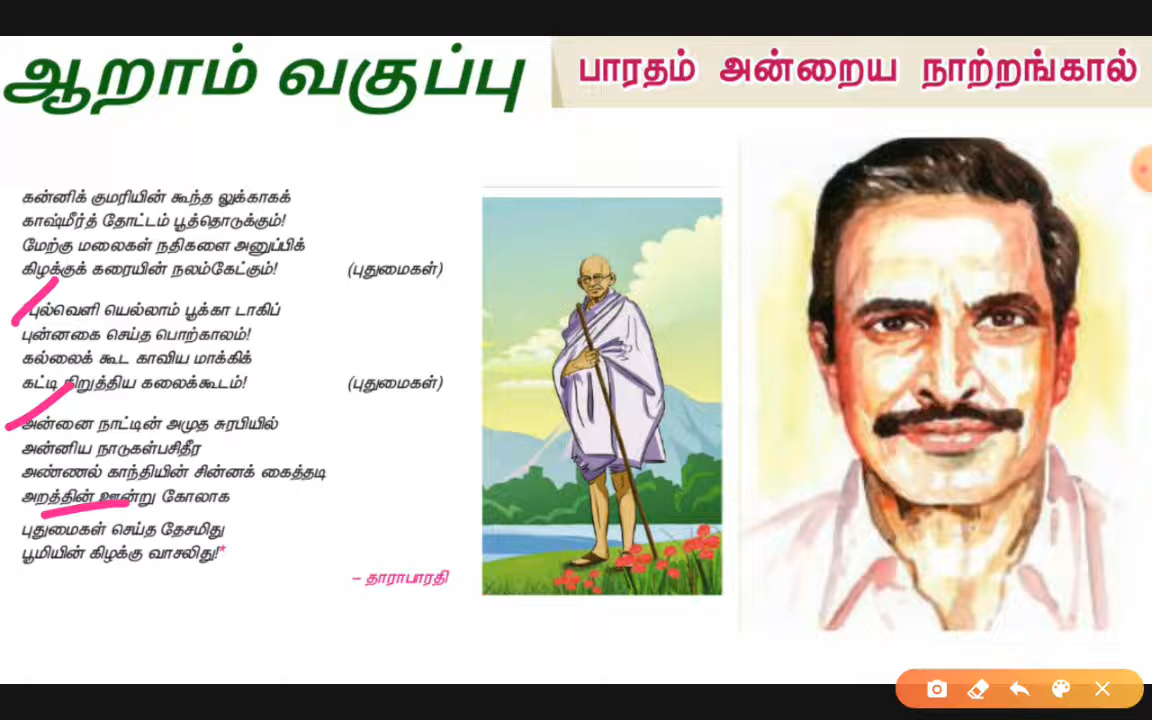 ஆறாம் வகுப்பு
பாரதம் அன்றைய நாற்றங்கால்
கன்னிக் குமரியின் கூந்த லுக்காகக்
காஷ்மீர்த் தோட்டம் பூத்தொடுக்கும்!
மேற்கு மலைகள் நதிகளை அனுப்பிக்
கிழக்குக் கரையின் நலம்கேட்கும்! (புதுமைகள்)
புல்வெளி யெல்லாம் பூக்கா டாகிப்
புன்னகை செய்த பொற்காலம்!
கல்லைக் கூட காவிய மாக்கிக்
கட்டி நிறுத்திய கலைக்கூடம்! (புதுமைகள்)
அன்னை நாட்டின் அமுத சுரபியில்
அன்னிய நாடுகள்பசிதீர
அண்ணல் காந்தியின் சின்னக் கைத்தடி
அறத்தின் ஊன்று கோலாக
புதுமைகள் செய்த தேசமிது
பூமியின் கிழக்கு வாசலிது!*
– தாராபாரதி